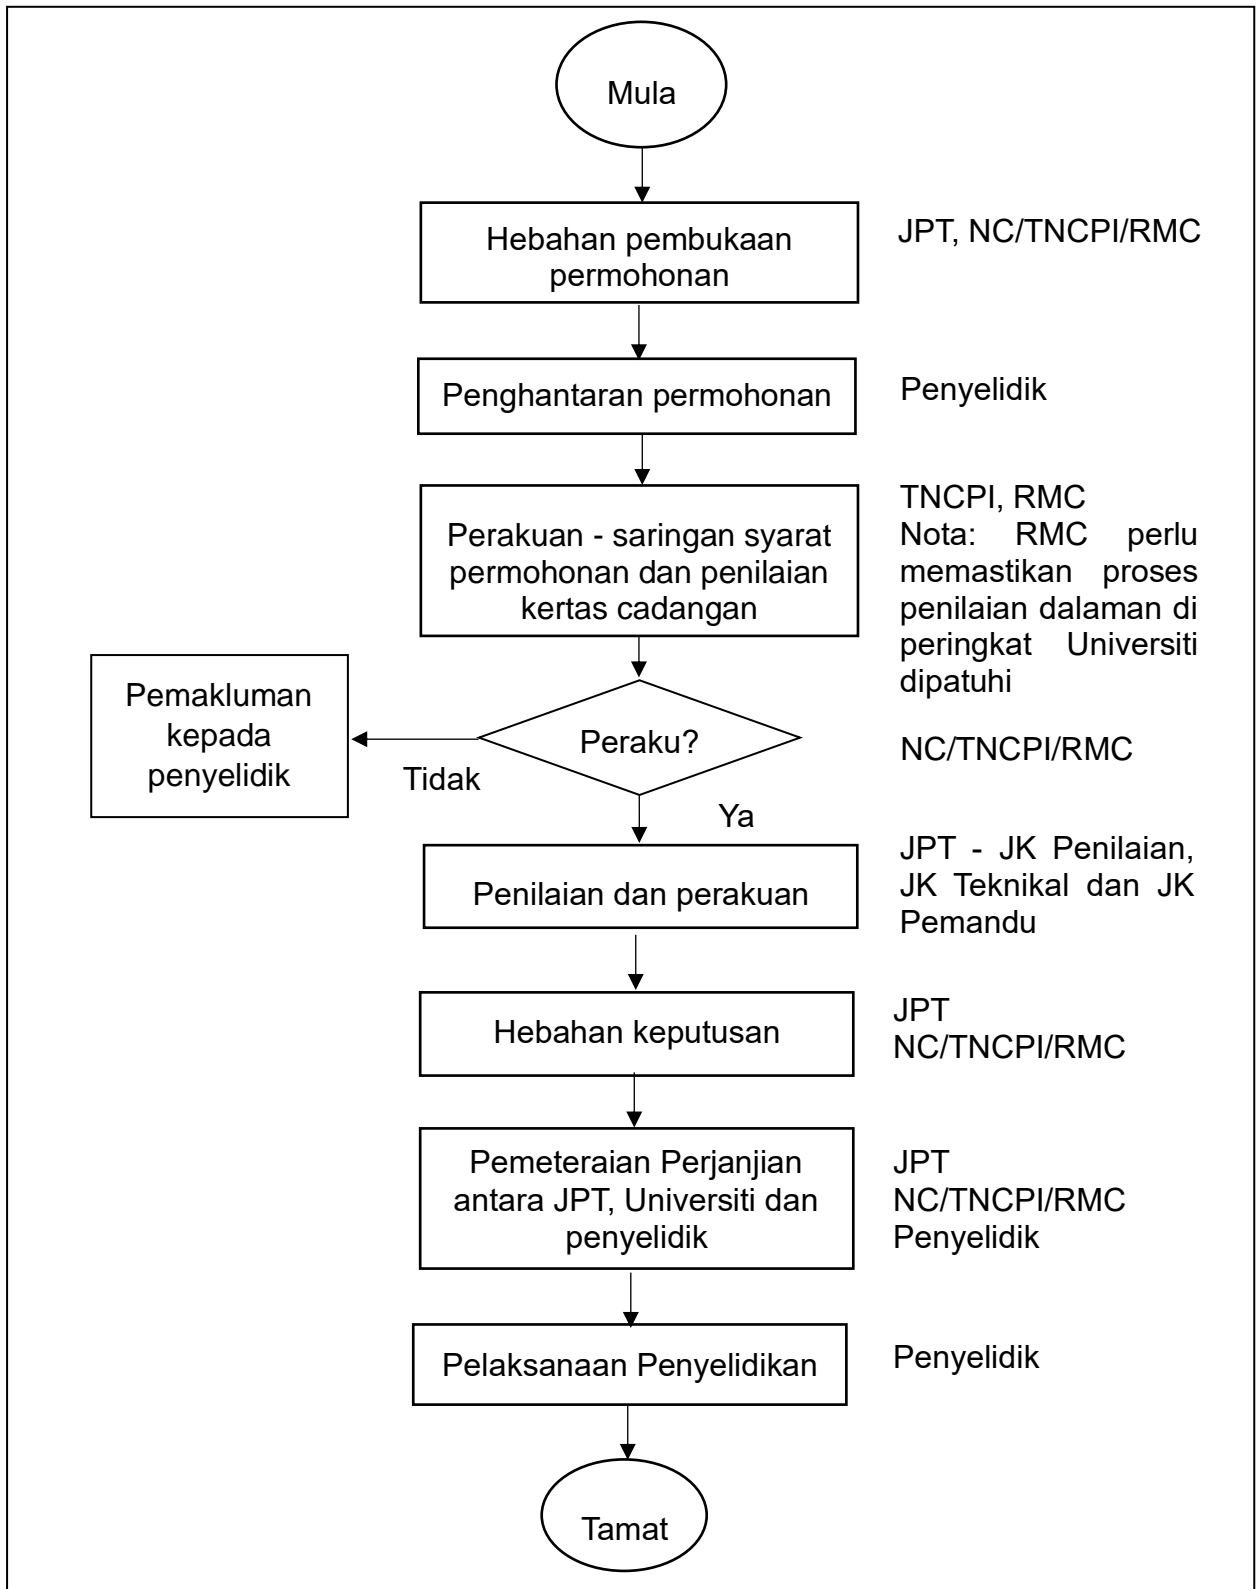 Mula
Hebahan pembukaan
permohonan
JPT, NC/TNCPI/RMC
Penghantaran permohonan
Penyelidik
Perakuan - saringan syarat
permohonan dan penilaian
kertas cadangan
TNCPI, RMC
Nota: RMC perlu
memastikan proses
penilaian dalaman di
peringkat Universiti
dipatuhi
Pemakluman
kepada
penyelidik
Tidak
Peraku?
NC/TNCPI/RMC
Ya
Penilaian dan perakuan
JPT - JK Penilaian,
JK Teknikal dan JK
Pemandu
Hebahan keputusan
JPT
NC/TNCPI/RMC
Pemeteraian Perjanjian
antara JPT, Universiti dan
penyelidik
JPT
NC/TNCPI/RMC
Penyelidik
Pelaksanaan Penyelidikan
Penyelidik
Tamat